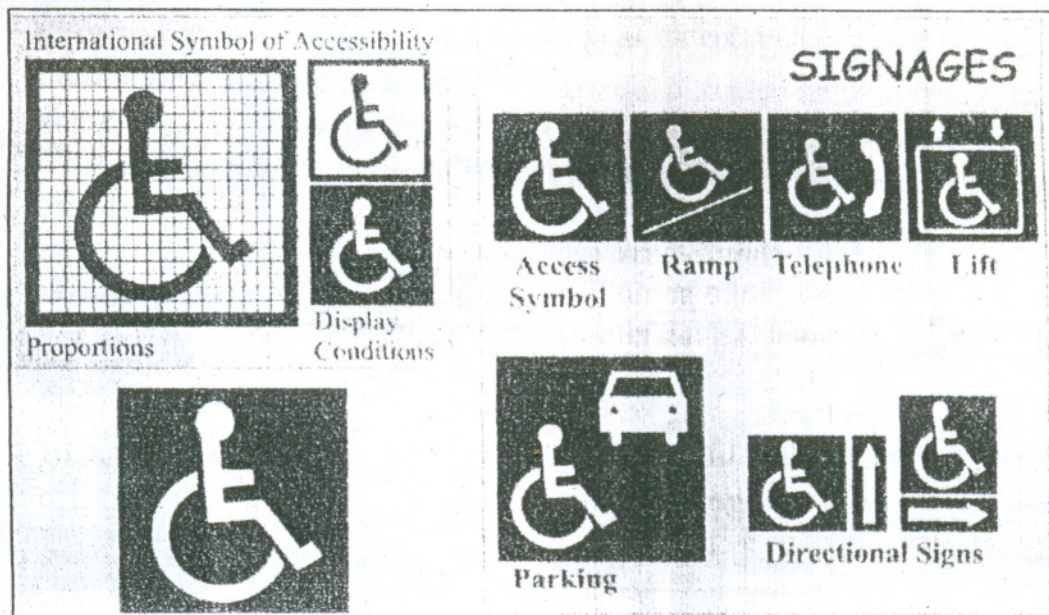 International Symbol of Accessibility
Proportions
Display
Conditions
SIGNAGES
Access
Symbol
Ramp
Telephone
Lift
Parking
Directional Signs